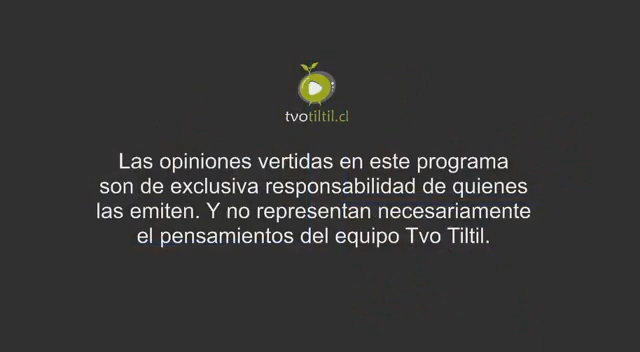 tvotiltil.cl
Las opiniones vertidas en este programa
son de exclusiva responsabilidad de quienes
las emiten. Y no representan necesariamente
el pensamientos del equipo Tvo Tiltil.